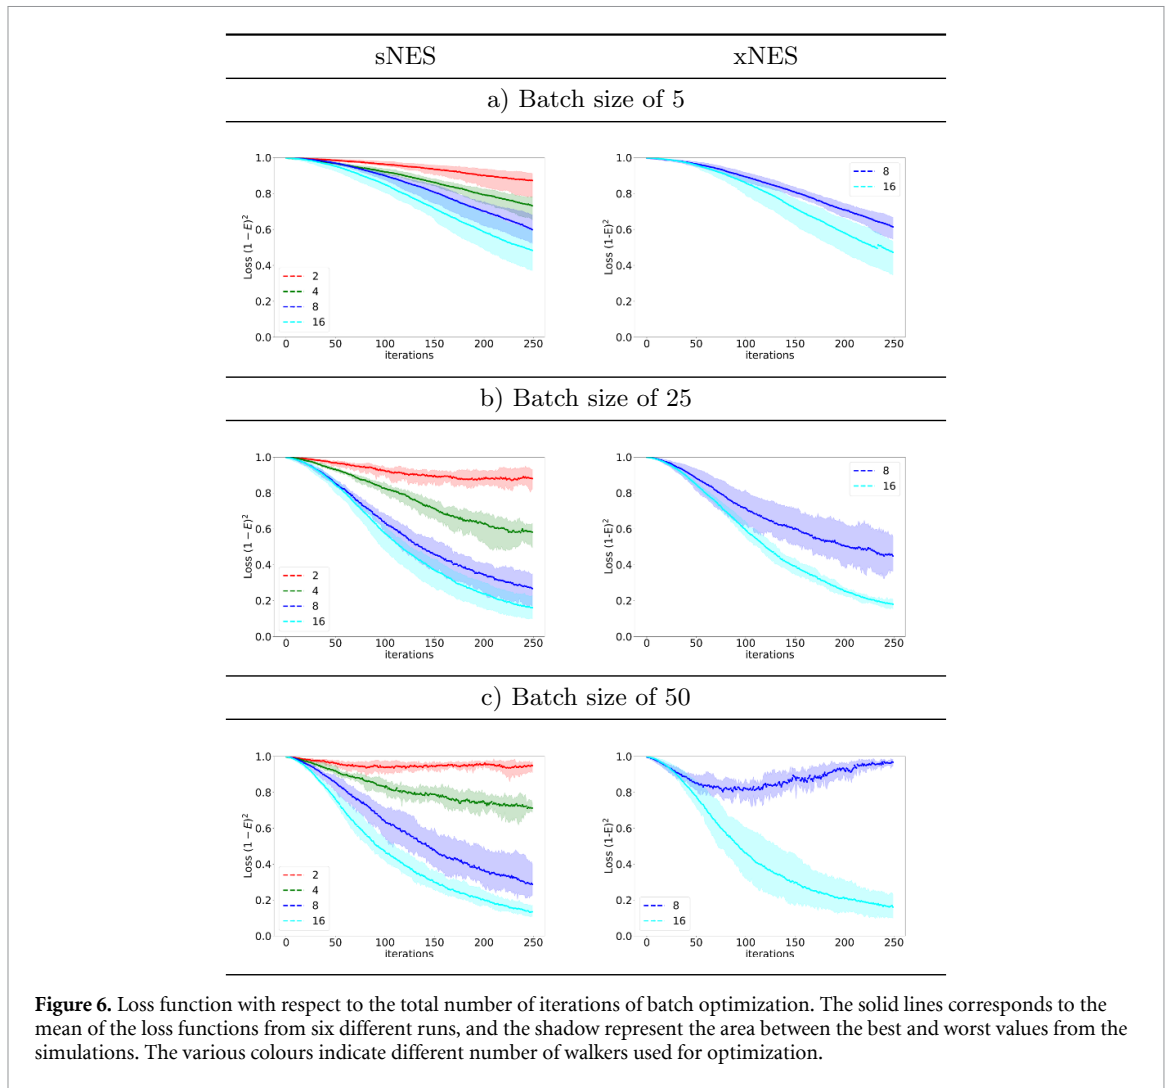 sNES xNES
a) Batch size of 5
1.0
0.8
0.6
0.4
0.2
0.0
Loss (1 − E)²
2
4
8
16
0 50 100 150 200 250
iterations
1.0
0.8
0.6
0.4
0.2
0.0
Loss (1-E)²
8
16
0 50 100 150 200 250
iterations
b) Batch size of 25
1.0
0.8
0.6
0.4
0.2
0.0
Loss (1 − E)²
2
4
8
16
0 50 100 150 200 250
iterations
1.0
0.8
0.6
0.4
0.2
0.0
Loss (1-E)²
8
16
0 50 100 150 200 250
iterations
c) Batch size of 50
1.0
0.8
0.6
0.4
0.2
0.0
Loss (1 − E)²
2
4
8
16
0 50 100 150 200 250
iterations
1.0
0.8
0.6
0.4
0.2
0.0
Loss (1-E)²
8
16
0 50 100 150 200 250
iterations
Figure 6. Loss function with respect to the total number of iterations of batch optimization. The solid lines corresponds to the
mean of the loss functions from six different runs, and the shadow represent the area between the best and worst values from the
simulations. The various colours indicate different number of walkers used for optimization.